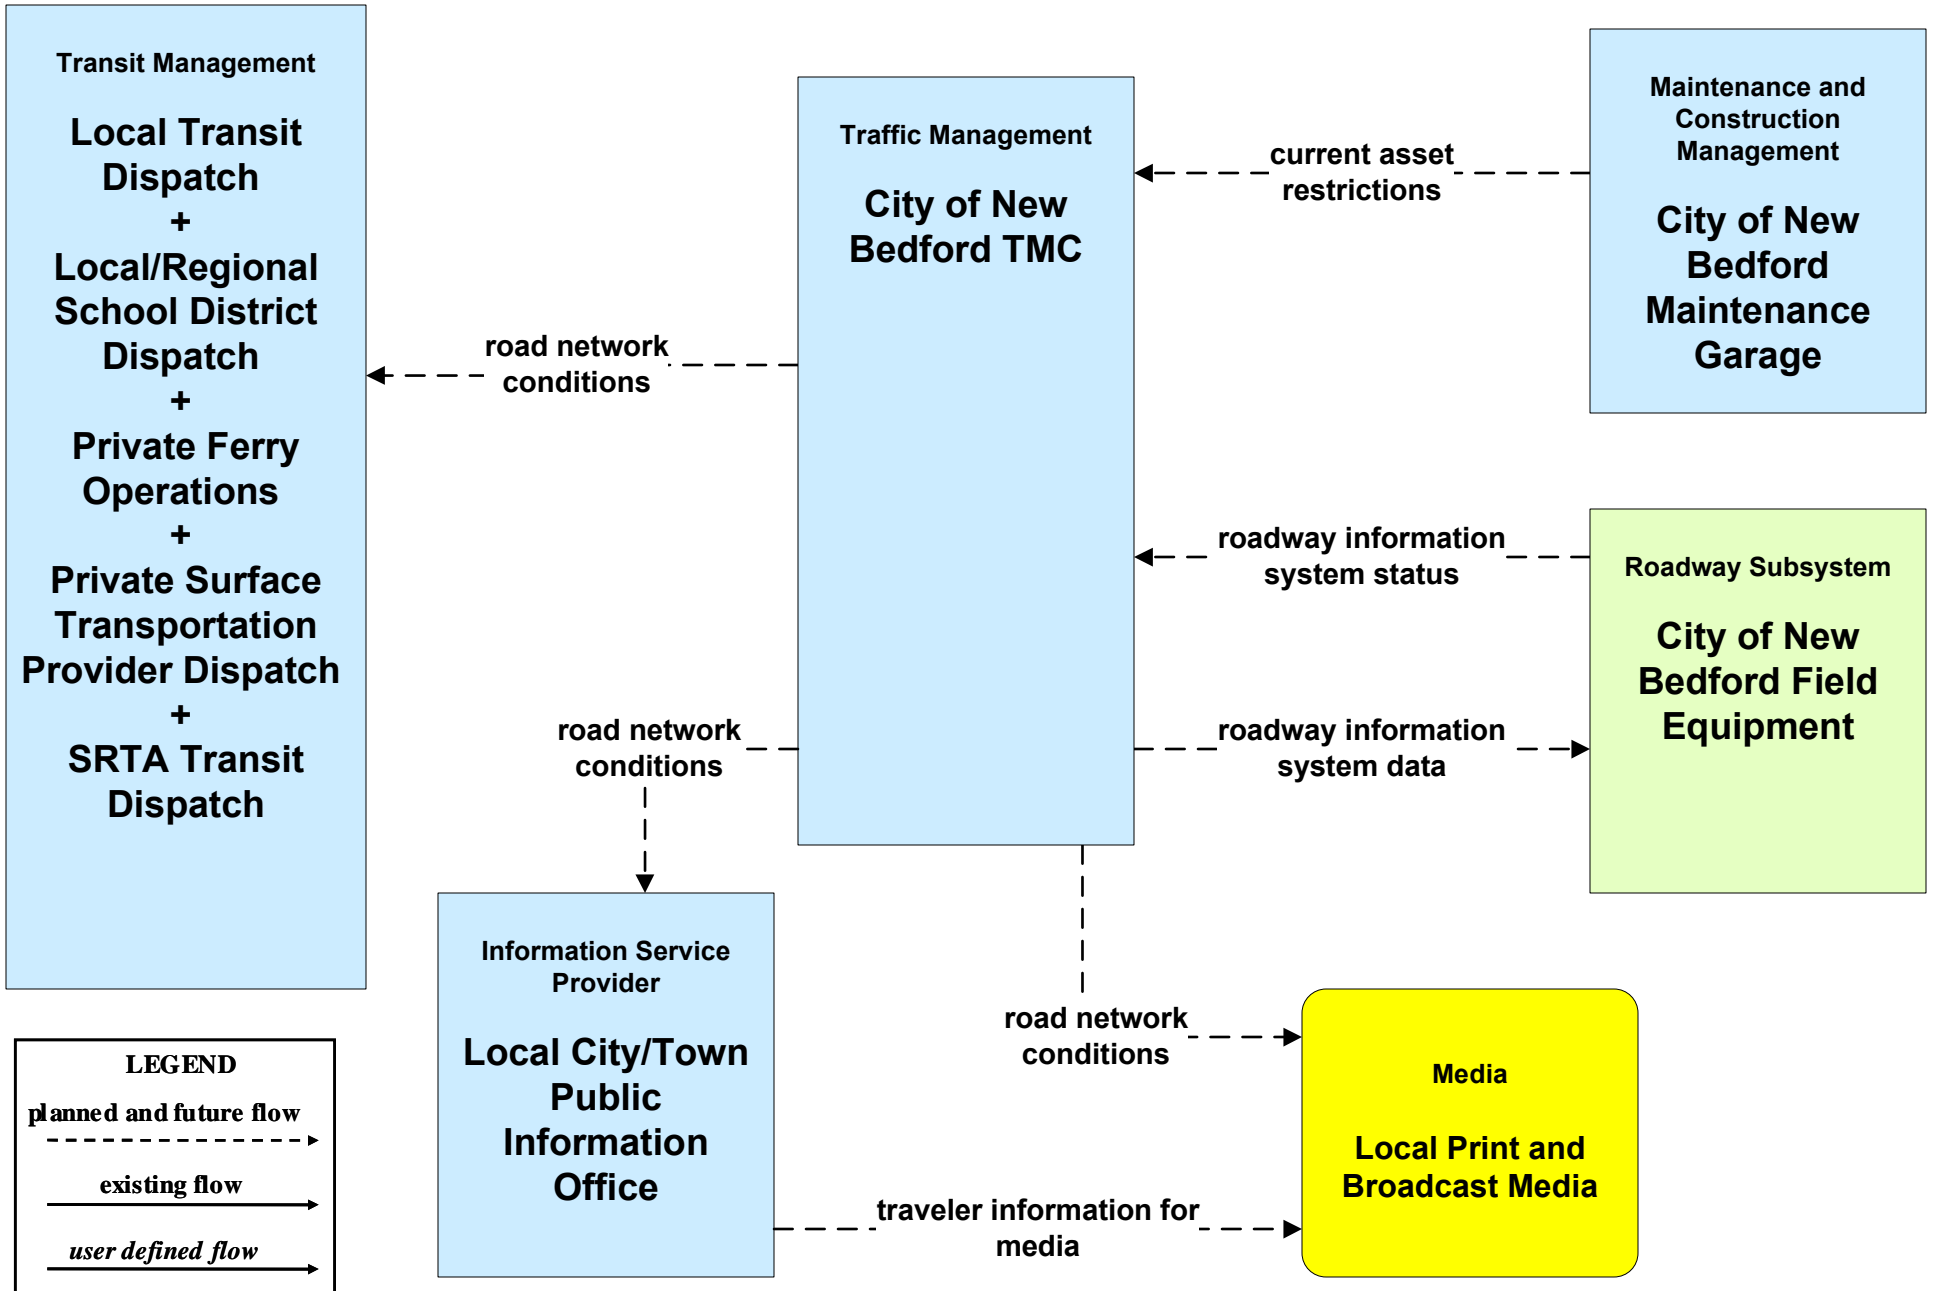 Transit Management
Local Transit
Dispatch
+
Local/Regional
School District
Dispatch
+
Private Ferry
Operations
+
Private Surface
Transportation
Provider Dispatch
+
SRTA Transit
Dispatch
road network
conditions
Traffic Management
City of New
Bedford TMC
current asset
restrictions
Maintenance and
Construction
Management
City of New
Bedford
Maintenance
Garage
roadway information
system status
roadway information
system data
Roadway Subsystem
City of New
Bedford Field
Equipment
road network
conditions
Information Service
Provider
Local City/Town
Public
Information
Office
road network
conditions
traveler information for
media
Media
Local Print and
Broadcast Media
LEGEND
planned and future flow
existing flow
user defined flow